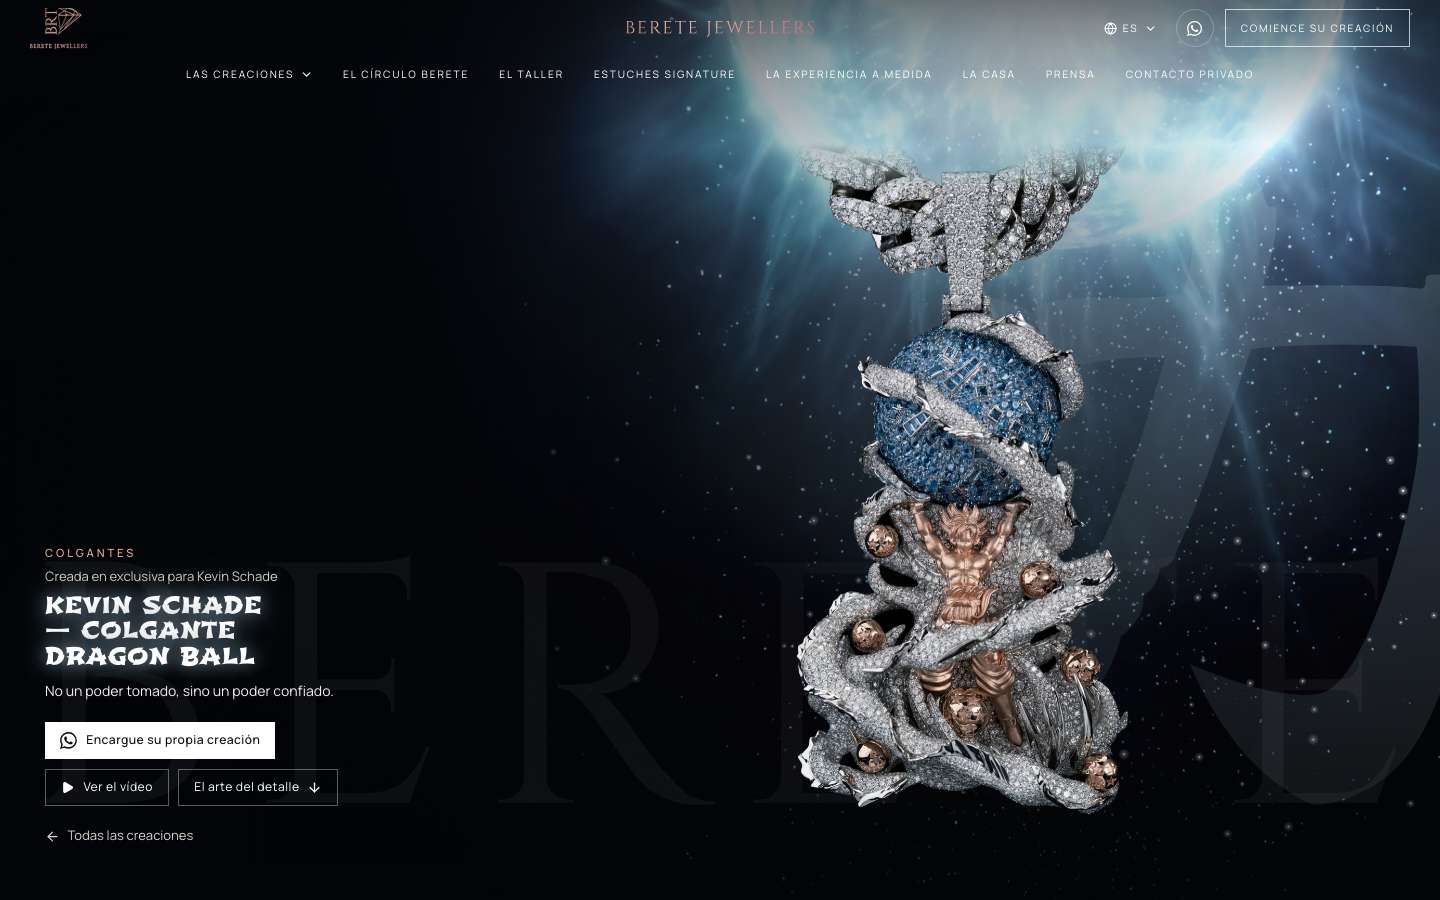 BRT
BERETE JEWELLERS
BERETE JEWELLERS
ES
COMIENCE SU CREACIÓN
LAS CREACIONES
EL CÍRCULO BERETE
EL TALLER
ESTUCHES SIGNATURE
LA EXPERIENCIA A MEDIDA
LA CASA
PRENSA
CONTACTO PRIVADO
COLGANTES
Creada en exclusiva para Kevin Schade
KEVIN SCHADE
— COLGANTE
DRAGON BALL
No un poder tomado, sino un poder confiado.
Encargue su propia creación
Ver el vídeo
El arte del detalle
Todas las creaciones
BERETE
7